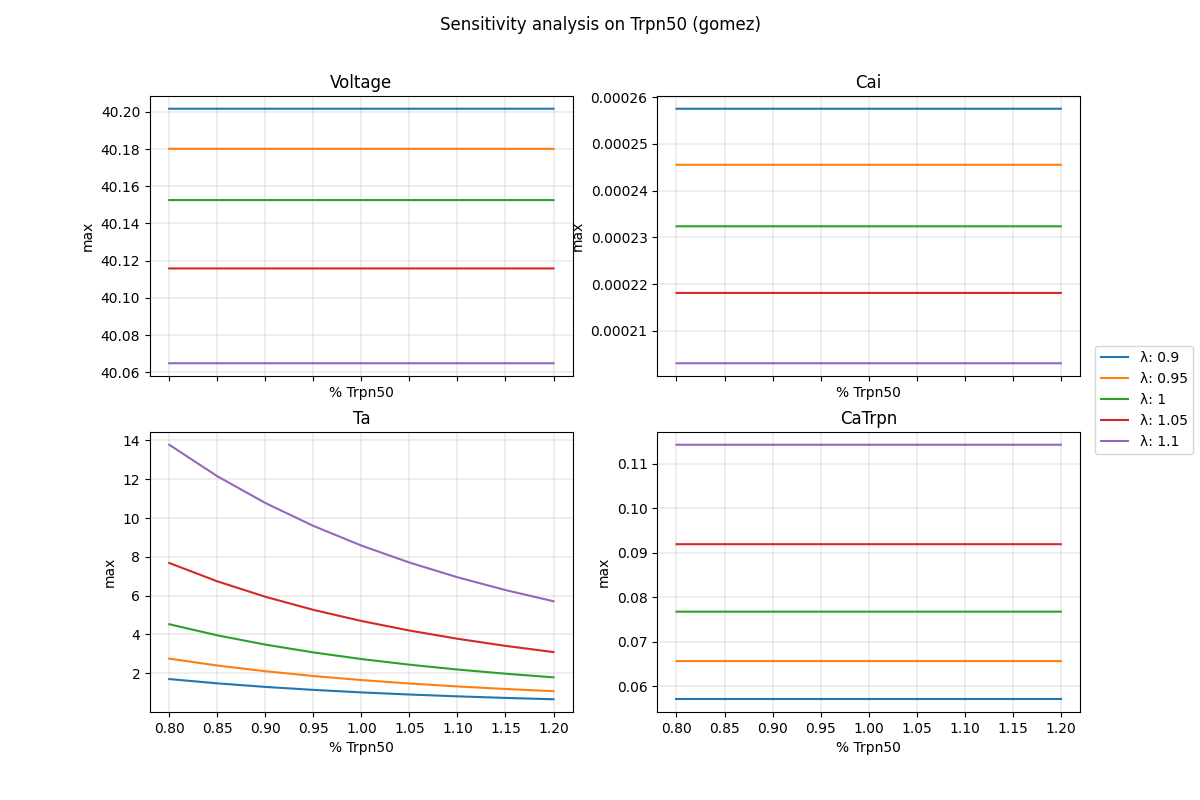 Sensitivity analysis on Trpn50 (gomez)
Voltage
40.20
40.18
40.16
40.14
40.12
40.10
40.08
40.06
max
% Trpn50
Cai
0.00026
0.00025
0.00024
0.00023
0.00022
0.00021
max
% Trpn50
λ: 0.9
λ: 0.95
λ: 1
λ: 1.05
λ: 1.1
Ta
14
12
10
8
6
4
2
max
0.80 0.85 0.90 0.95 1.00 1.05 1.10 1.15 1.20
% Trpn50
CaTrpn
0.11
0.10
0.09
0.08
0.07
0.06
max
0.80 0.85 0.90 0.95 1.00 1.05 1.10 1.15 1.20
% Trpn50